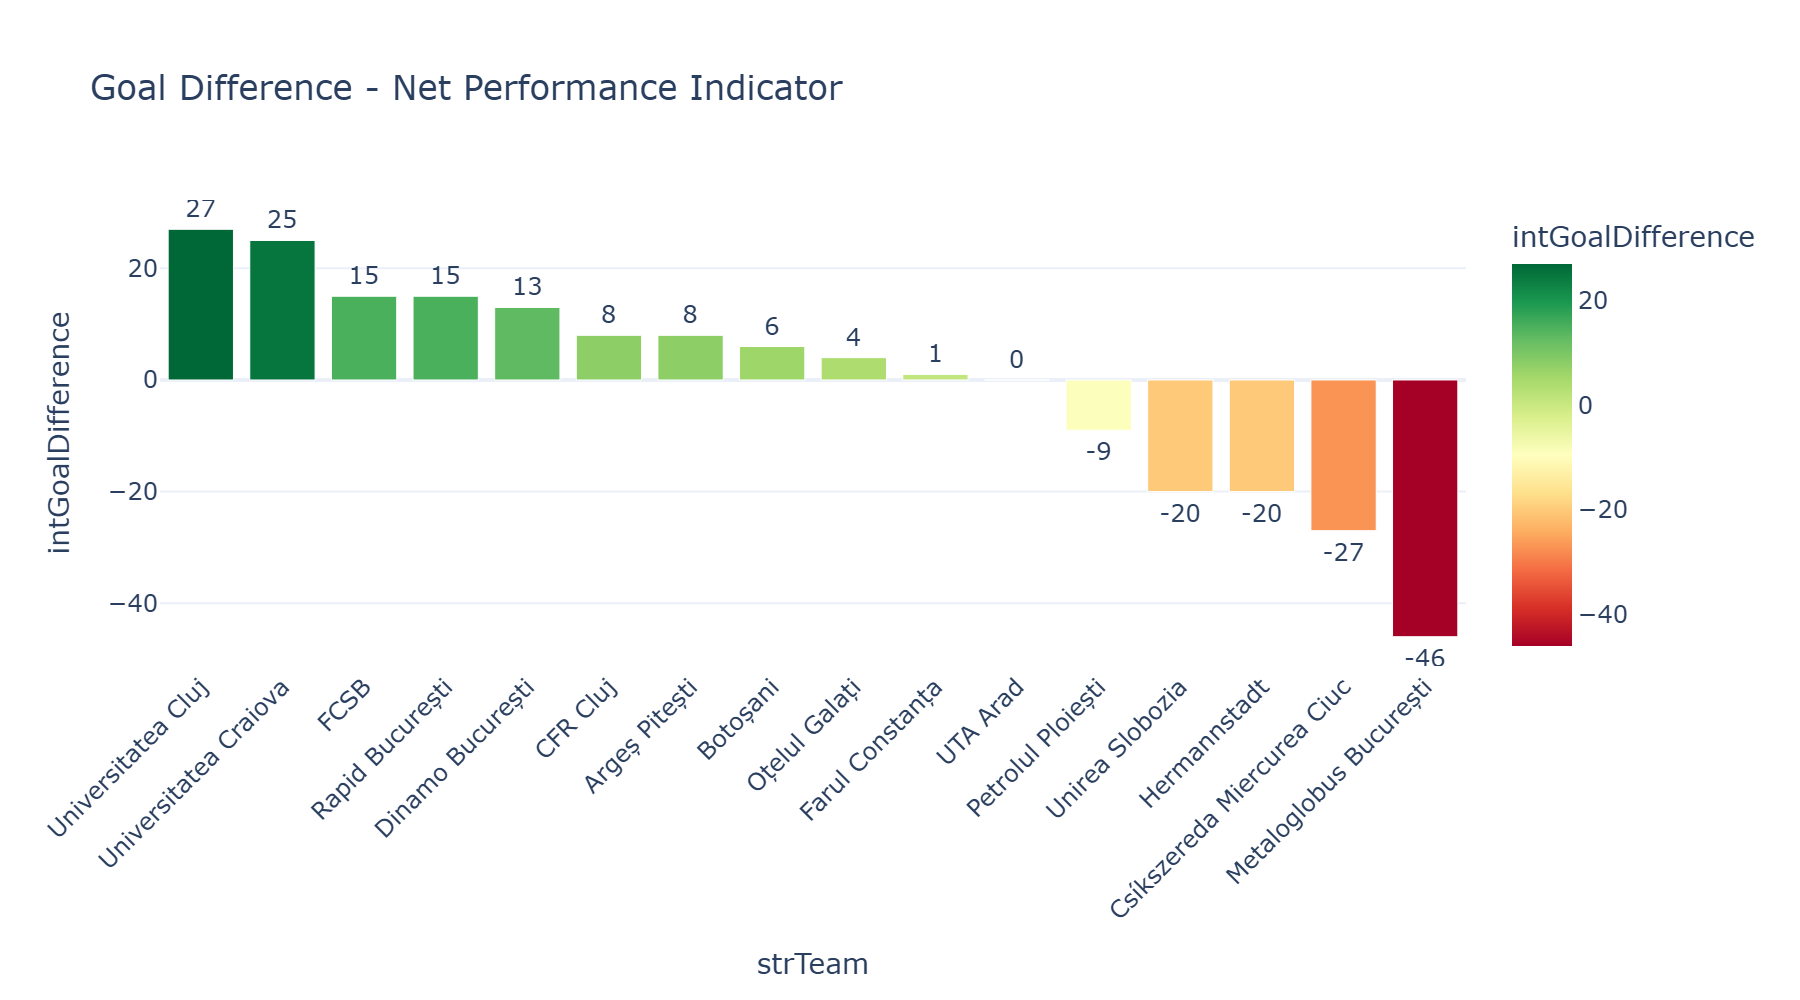 Goal Difference - Net Performance Indicator
27
25
15
15
13
8
8
6
4
1
0
-9
-20
-20
-27
-46
20
0
−20
−40
intGoalDifference
Universitatea Cluj
Universitatea Craiova
FCSB
Rapid București
Dinamo București
CFR Cluj
Argeș Pitești
Botoșani
Oțelul Galați
Farul Constanța
UTA Arad
Petrolul Ploiești
Unirea Slobozia
Hermannstadt
Csíkszereda Miercurea Ciuc
Metaloglobus București
strTeam
intGoalDifference
20
0
−20
−40